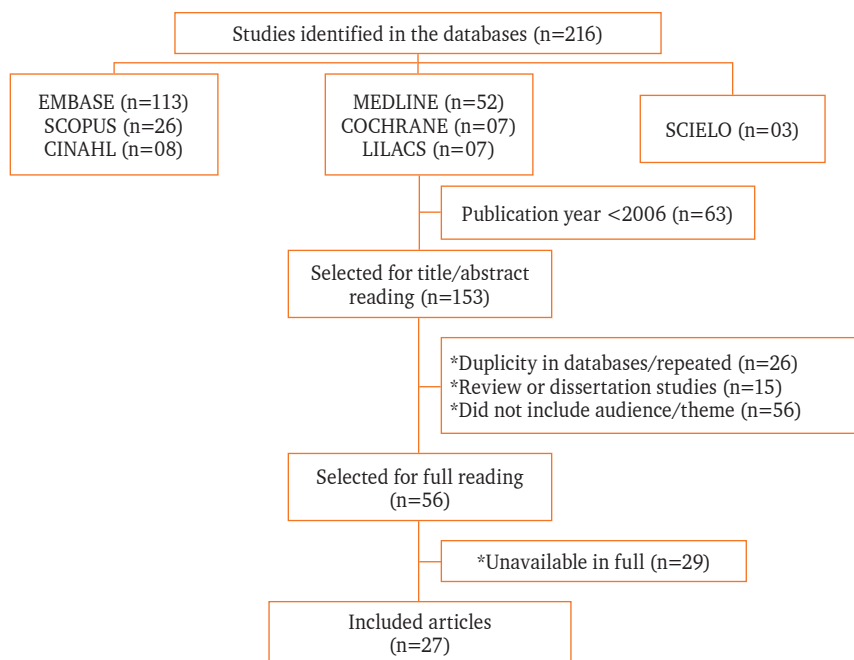 Studies identified in the databases (n=216)
EMBASE (n=113)
SCOPUS (n=26)
CINAHL (n=08)
MEDLINE (n=52)
COCHRANE (n=07)
LILACS (n=07)
SCIELO (n=03)
Publication year <2006 (n=63)
Selected for title/abstract
reading (n=153)
*Duplicity in databases/repeated (n=26)
*Review or dissertation studies (n=15)
*Did not include audience/theme (n=56)
Selected for full reading
(n=56)
*Unavailable in full (n=29)
Included articles
(n=27)